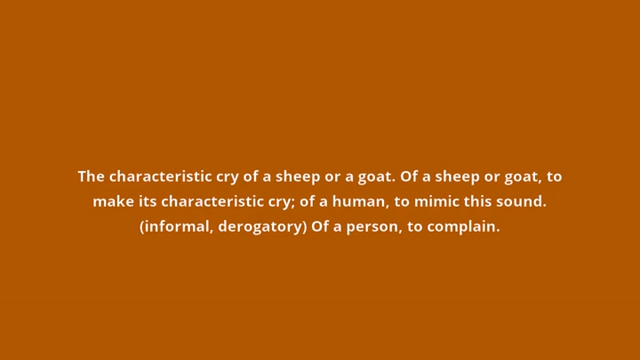 The characteristic cry of a sheep or a goat. Of a sheep or goat, to
make its characteristic cry; of a human, to mimic this sound.
(informal, derogatory) Of a person, to complain.